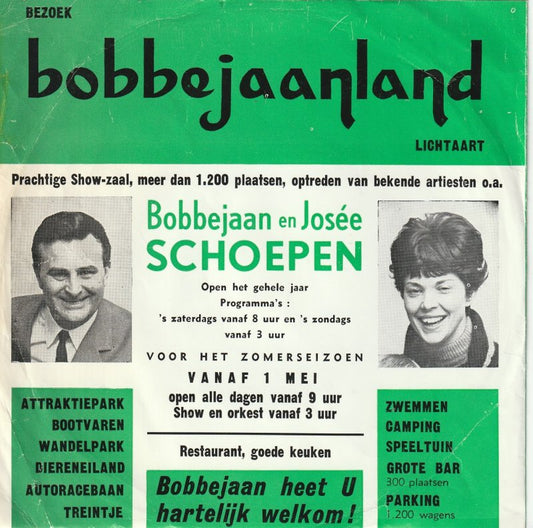 BEZOEK
bobbejaanland
LICHTAART
Prachtige Show-zaal, meer dan 1.200 plaatsen, optreden van bekende artiesten o.a.
Bobbejaan en Josée
SCHOEPEN
Open het gehele jaar
Programma's :
's zaterdags vanaf 8 uur en 's zondags
vanaf 3 uur
VOOR HET ZOMERSEIZOEN
VANAF 1 MEI
open alle dagen vanaf 9 uur
Show en orkest vanaf 3 uur
Restaurant, goede keuken
ATTRAKTIEPARK
BOOTVAREN
WANDELPARK
BIERENEILAND
AUTORACEBAAN
TREINTJE
Bobbejaan heet U
hartelijk welkom!
ZWEMMEN
CAMPING
SPEELTUIN
GROTE BAR
300 plaatsen
PARKING
1.200 wagens